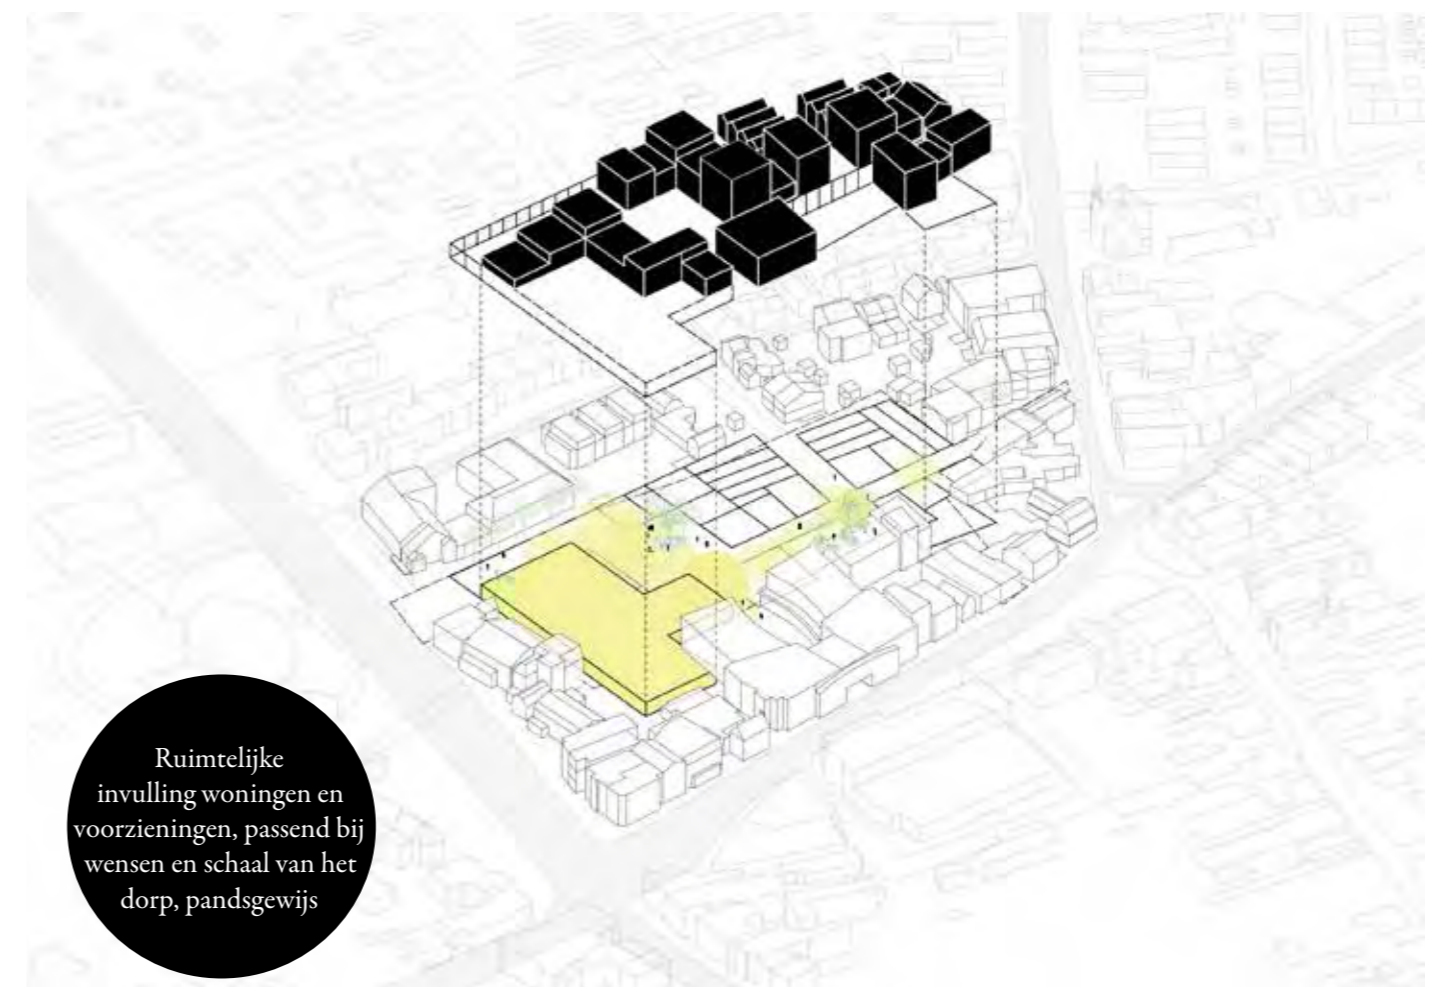 Ruimtelijke
invulling woningen en
voorzieningen, passend bij
wensen en schaal van het
dorp, pandsgewijs